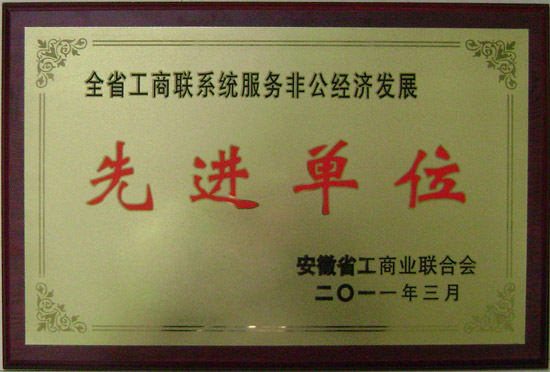 全省工商联系统服务非公经济发展
先进单位
安徽省工商业联合会
二〇一一年三月